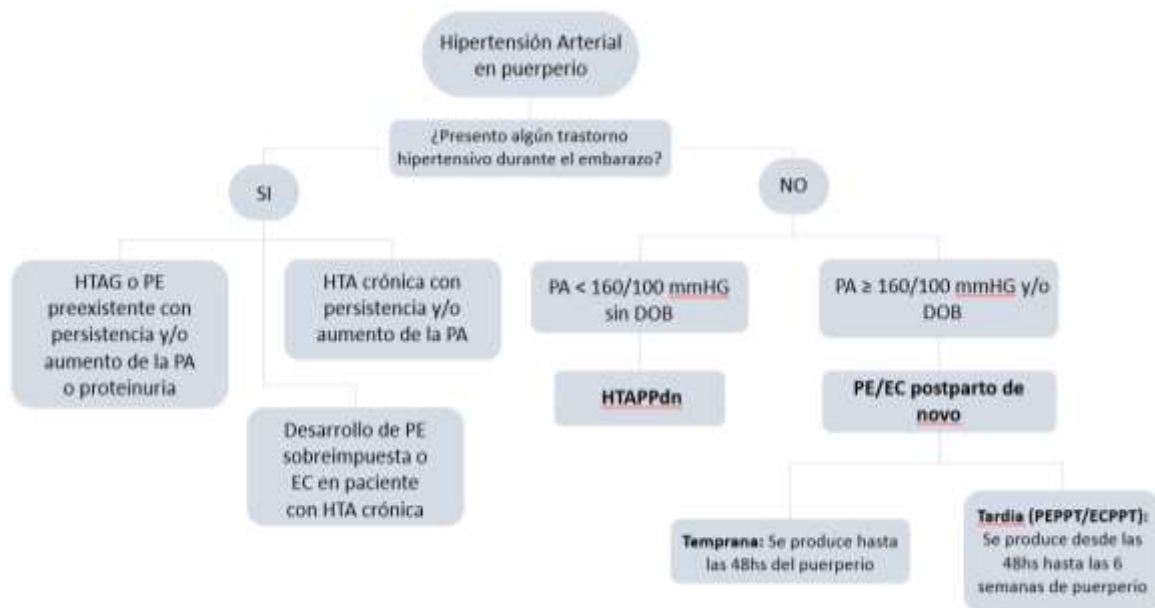 Hipertensión Arterial
en puerperio
¿Presento algún trastorno
hipertensivo durante el embarazo?
SI
NO
HTAG o PE
preexistente con
persistencia y/o
aumento de la PA
o proteinuria
HTA crónica con
persistencia y/o
aumento de la PA
Desarrollo de PE
sobreimpuesta o
EC en paciente
con HTA crónica
PA < 160/100 mmHG
sin DOB
PA ≥ 160/100 mmHG y/o
DOB
HTAPPdn
PE/EC postparto de
novo
Temprana: Se produce hasta
las 48hs del puerperio
Tardia (PEPPT/ECPPT):
Se produce desde las
48hs hasta las 6
semanas de puerperio